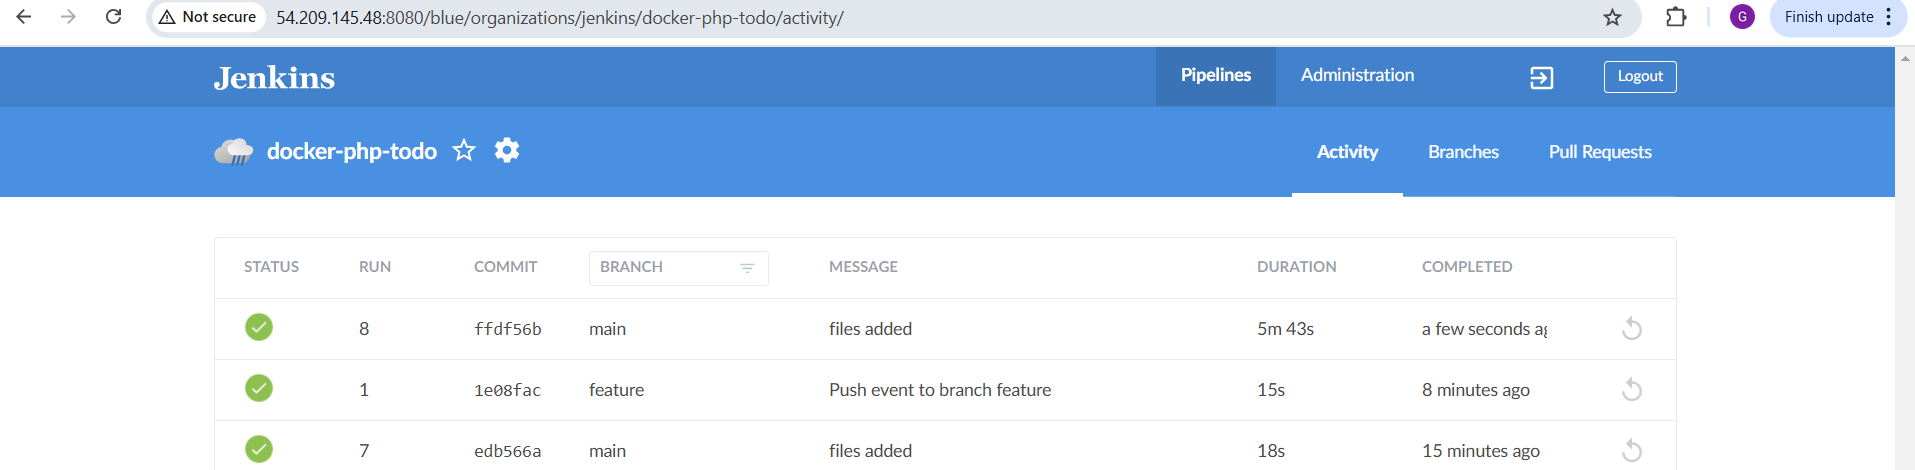 Not secure 54.209.145.48:8080/blue/organizations/jenkins/docker-php-todo/activity/ G Finish update
Jenkins Pipelines Administration Logout
docker-php-todo Activity Branches Pull Requests
STATUS RUN COMMIT BRANCH MESSAGE DURATION COMPLETED
8 ffdf56b main files added 5m 43s a few seconds ag
1 1e08fac feature Push event to branch feature 15s 8 minutes ago
7 edb566a main files added 18s 15 minutes ago